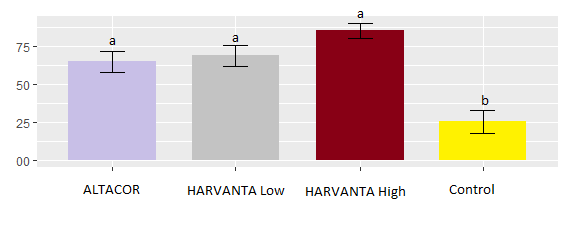 a
a
a
b
75
50
25
00
ALTACOR HARVANTA Low HARVANTA High Control